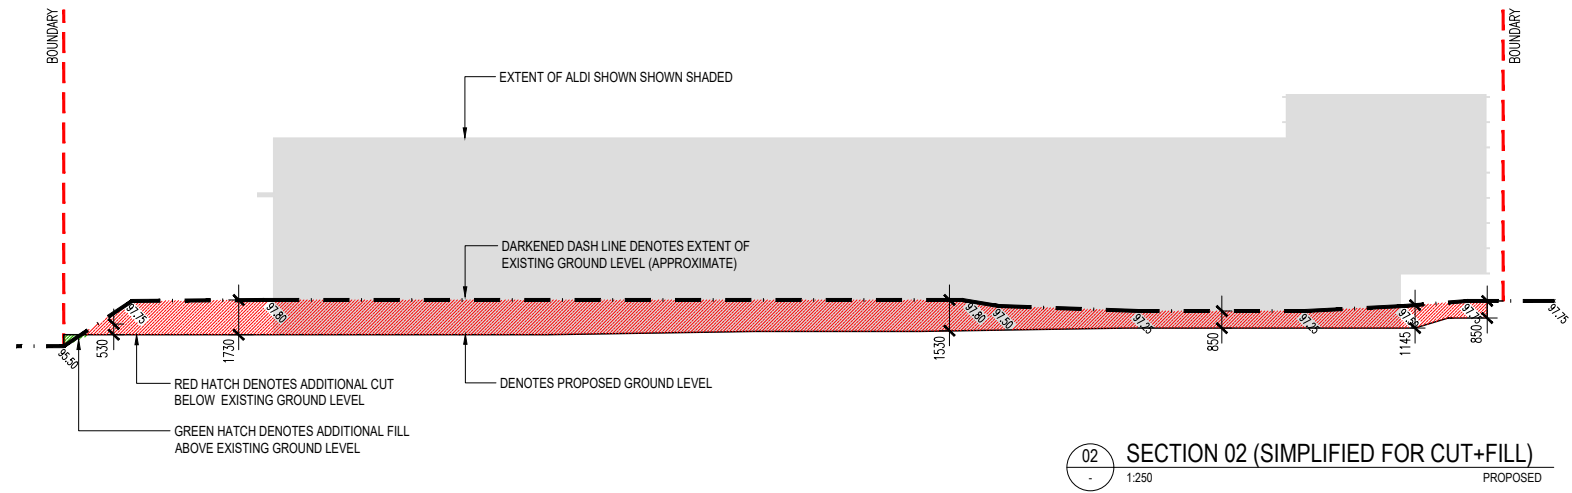 BOUNDARY
BOUNDARY
EXTENT OF ALDI SHOWN SHOWN SHADED
DARKENED DASH LINE DENOTES EXTENT OF
EXISTING GROUND LEVEL (APPROXIMATE)
95.50
97.75
97.80
97.80
97.50
97.25
97.25
97.50
97.75
97.75
530
1730
1530
850
1145
850
RED HATCH DENOTES ADDITIONAL CUT
BELOW EXISTING GROUND LEVEL
DENOTES PROPOSED GROUND LEVEL
GREEN HATCH DENOTES ADDITIONAL FILL
ABOVE EXISTING GROUND LEVEL
02
-
SECTION 02 (SIMPLIFIED FOR CUT+FILL)
1:250 PROPOSED